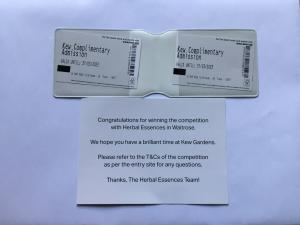 Kew Complimentary
Admission
Kew Complimentary
Admission
Congratulations for winning the competition
with Herbal Essences in Waitrose.
We hope you have a brilliant time at Kew Gardens.
Please refer to the T&Cs of the competition
as per the entry site for any questions.
Thanks, The Herbal Essences Team!